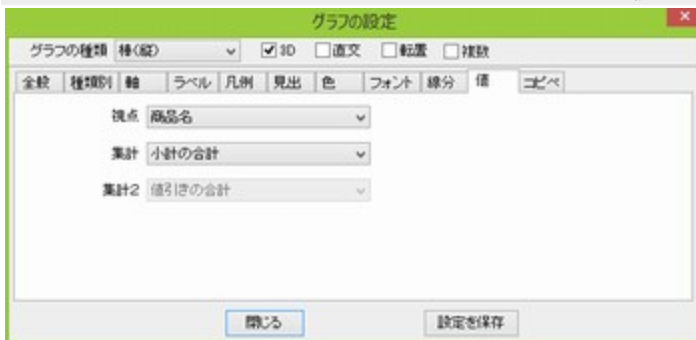 グラフの設定
グラフの種類 棒(縦) 3D 直交 転置 複数
全般 種類別 軸 ラベル 凡例 見出 色 フォント 線分 値 コピペ
視点 商品名
集計 小計の合計
集計2 値引きの合計
閉じる 設定を保存